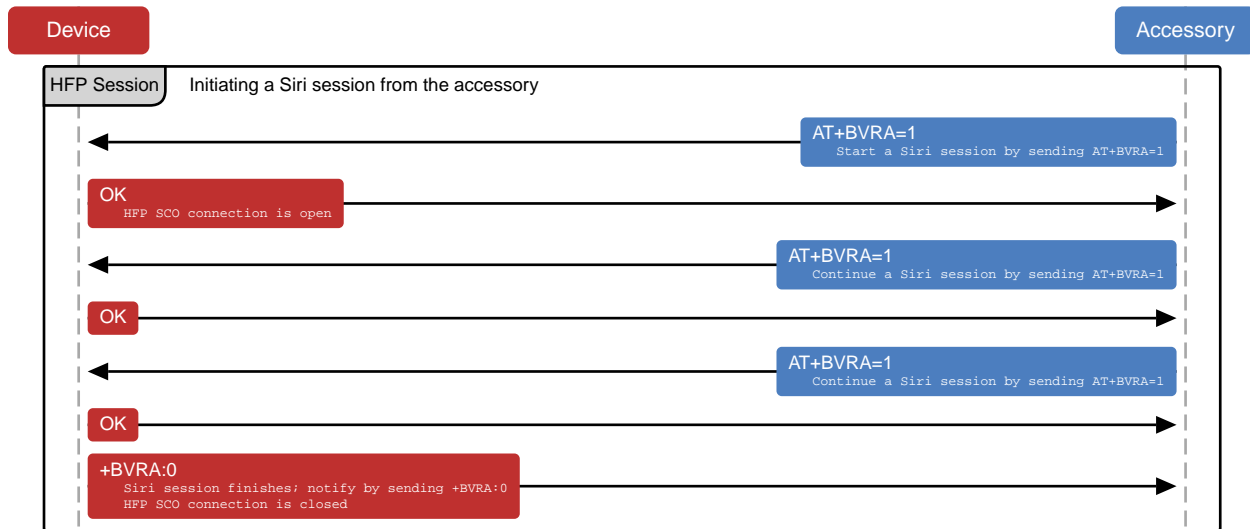 Device
Accessory
HFP Session
Initiating a Siri session from the accessory
AT+BVRA=1
Start a Siri session by sending AT+BVRA=1
OK
HFP SCO connection is open
AT+BVRA=1
Continue a Siri session by sending AT+BVRA=1
OK
AT+BVRA=1
Continue a Siri session by sending AT+BVRA=1
OK
+BVRA:0
Siri session finishes; notify by sending +BVRA:0
HFP SCO connection is closed